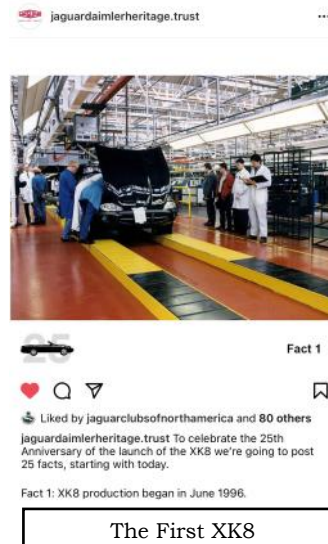 jaguardaimlerheritage.trust
25
Fact 1
Liked by jaguarclubsofnorthamerica and 80 others
jaguardaimlerheritage.trust To celebrate the 25th
Anniversary of the launch of the XK8 we're going to post
25 facts, starting with today.
Fact 1: XK8 production began in June 1996.
The First XK8